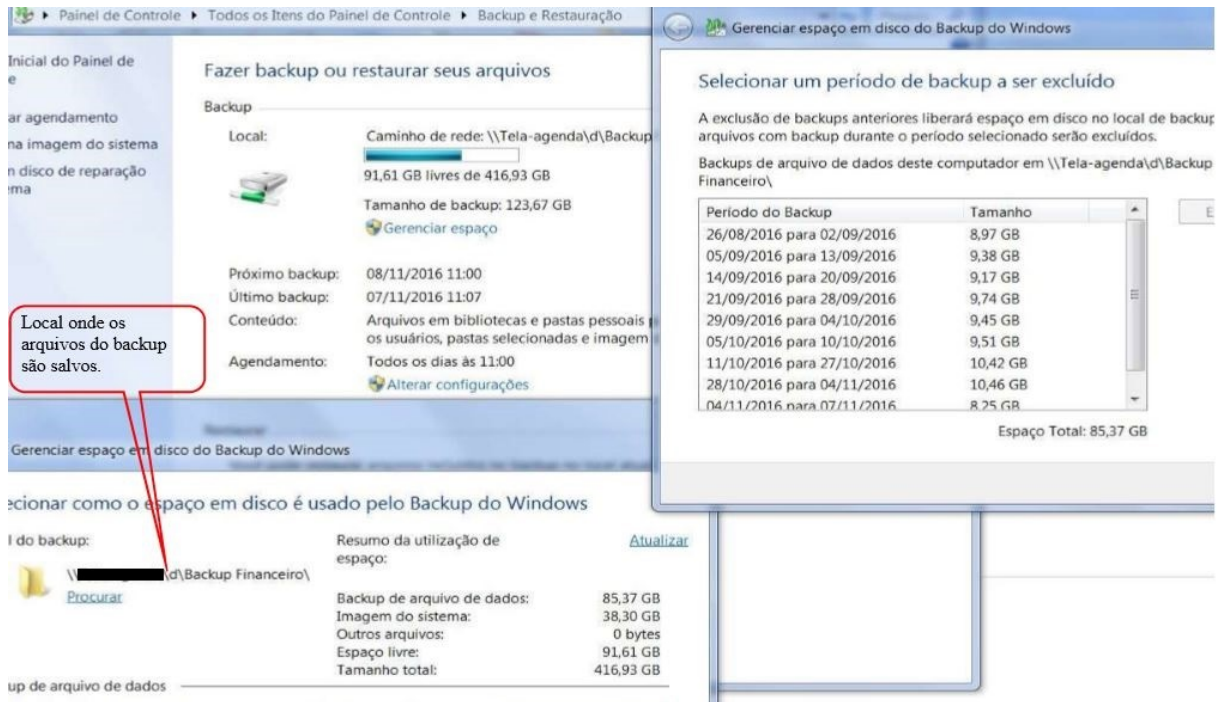 Painel de Controle ▸ Todos os Itens do Painel de Controle ▸ Backup e Restauração
Inicial do Painel de
e
ar agendamento
na imagem do sistema
n disco de reparação
ema
Fazer backup ou restaurar seus arquivos
Backup
Local: Caminho de rede: \\Tela-agenda\d\Backup
91,61 GB livres de 416,93 GB
Tamanho de backup: 123,67 GB
Gerenciar espaço
Próximo backup: 08/11/2016 11:00
Último backup: 07/11/2016 11:07
Conteúdo: Arquivos em bibliotecas e pastas pessoais
os usuários, pastas selecionadas e imagem
Agendamento: Todos os dias às 11:00
Alterar configurações
Local onde os
arquivos do backup
são salvos.
Restaurar
Gerenciar espaço em disco do Backup do Windows
Selecionar um período de backup a ser excluído
A exclusão de backups anteriores liberará espaço em disco no local de backup
arquivos com backup durante o período selecionado serão excluídos.
Backups de arquivo de dados deste computador em \\Tela-agenda\d\Backup
Financeiro\
Período do Backup Tamanho
26/08/2016 para 02/09/2016 8,97 GB
05/09/2016 para 13/09/2016 9,38 GB
14/09/2016 para 20/09/2016 9,17 GB
21/09/2016 para 28/09/2016 9,74 GB
29/09/2016 para 04/10/2016 9,45 GB
05/10/2016 para 10/10/2016 9,51 GB
11/10/2016 para 27/10/2016 10,42 GB
28/10/2016 para 04/11/2016 10,46 GB
04/11/2016 para 07/11/2016 8,25 GB
E
Espaço Total: 85,37 GB
Gerenciar espaço em disco do Backup do Windows
ecionar como o espaço em disco é usado pelo Backup do Windows
l do backup:
\\ \d\Backup Financeiro\
Procurar
Resumo da utilização de
espaço:
Atualizar
Backup de arquivo de dados: 85,37 GB
Imagem do sistema: 38,30 GB
Outros arquivos: 0 bytes
Espaço livre: 91,61 GB
Tamanho total: 416,93 GB
up de arquivo de dados